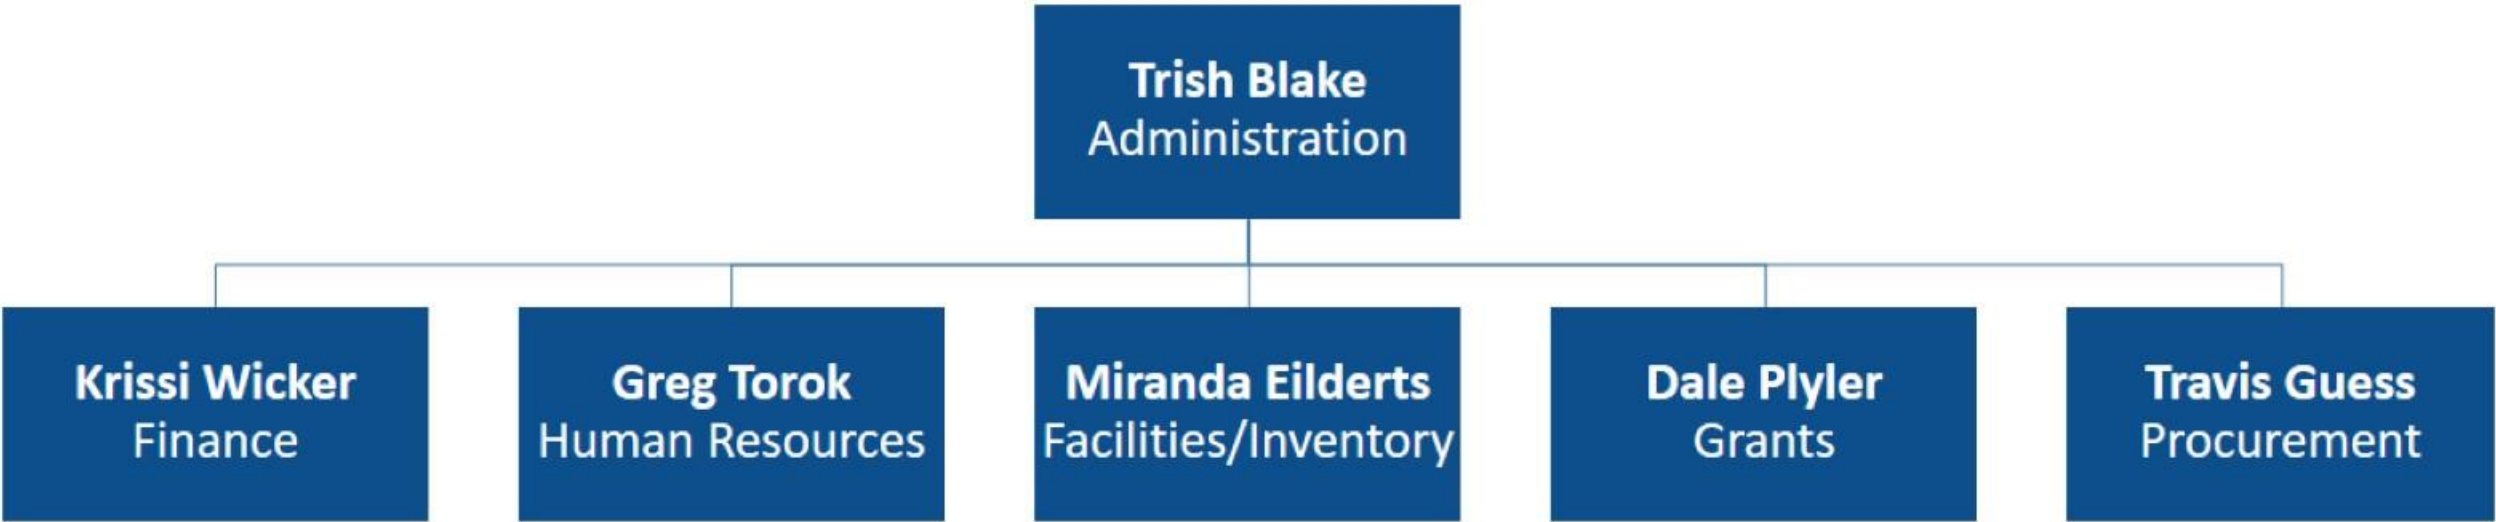 Trish Blake
Administration
Krissi Wicker
Finance
Greg Torok
Human Resources
Miranda Eilderts
Facilities/Inventory
Dale Plyler
Grants
Travis Guess
Procurement